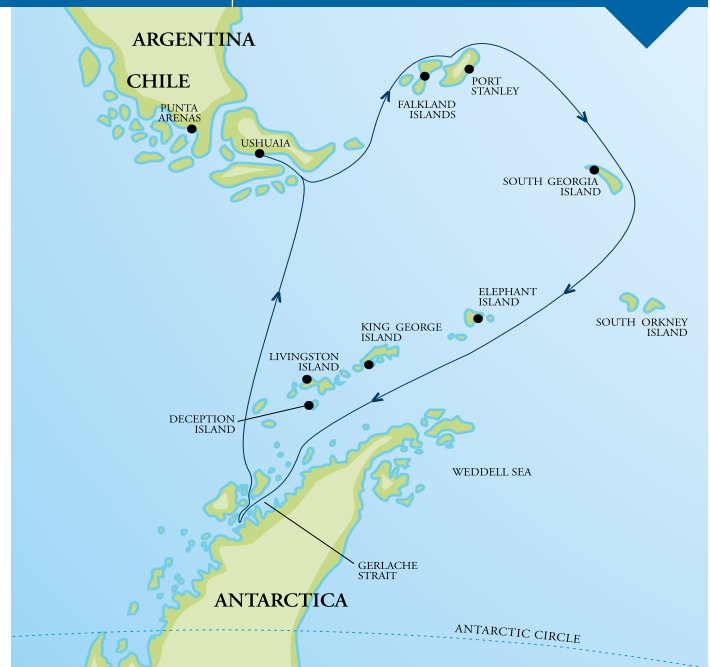 ARGENTINA
CHILE
PUNTA
ARENAS
USHUAIA
FALKLAND
ISLANDS
PORT
STANLEY
SOUTH GEORGIA
ISLAND
ELEPHANT
ISLAND
SOUTH ORKNEY
ISLAND
KING GEORGE
ISLAND
LIVINGSTON
ISLAND
DECEPTION
ISLAND
WEDDELL SEA
GERLACHE
STRAIT
ANTARCTICA
ANTARCTIC CIRCLE